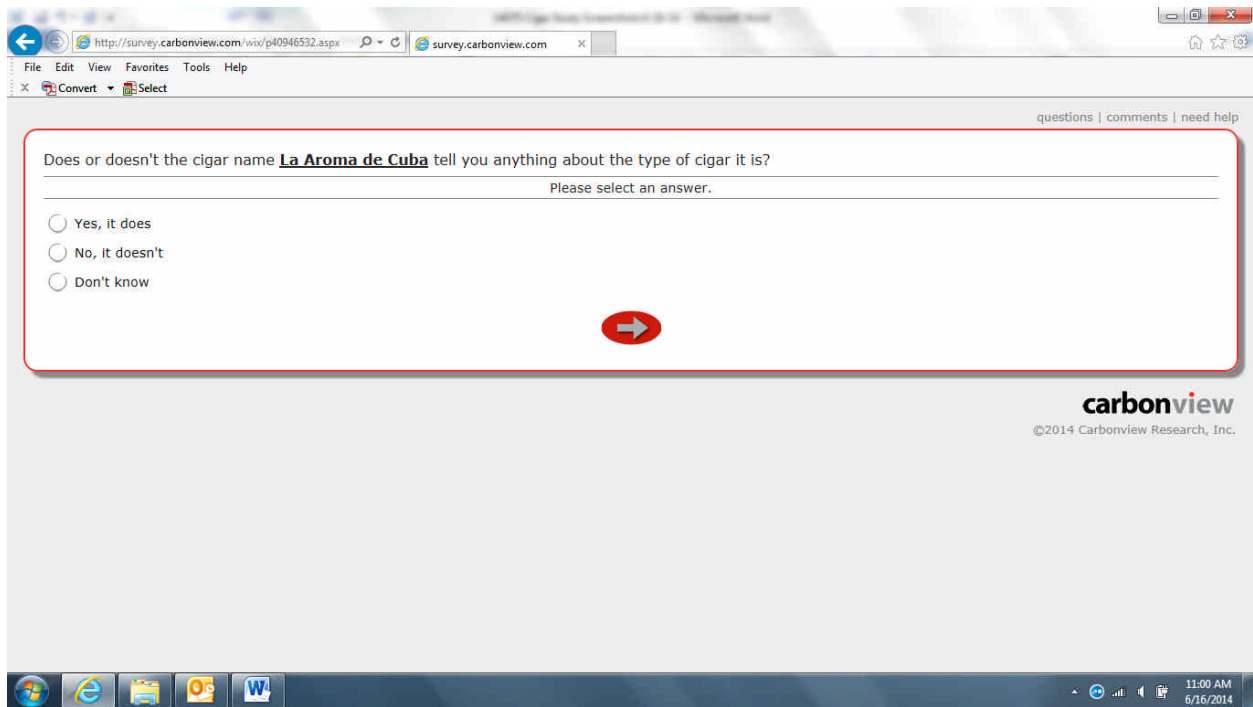 http://survey.carbonview.com/wix/p40946532.aspx
survey.carbonview.com
File Edit View Favorites Tools Help
Convert Select
questions | comments | need help
Does or doesn't the cigar name La Aroma de Cuba tell you anything about the type of cigar it is?
Please select an answer.
Yes, it does
No, it doesn't
Don't know
carbonview
©2014 Carbonview Research, Inc.
11:00 AM
6/16/2014